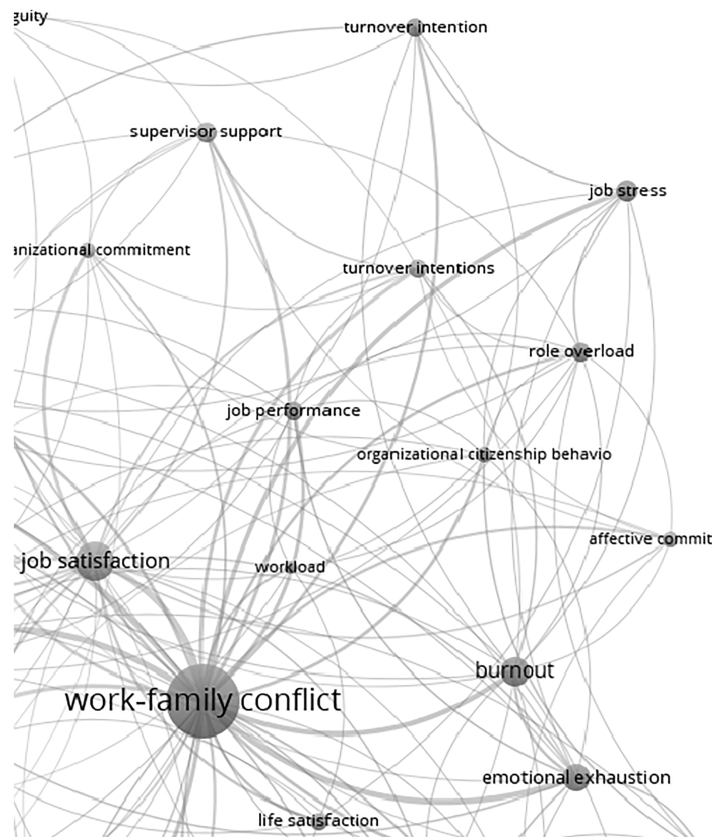 guity
turnover intention
supervisor support
job stress
anizational commitment
turnover intentions
role overload
job performance
organizational citizenship behavio
affective commit
job satisfaction
workload
burnout
work-family conflict
emotional exhaustion
life satisfaction